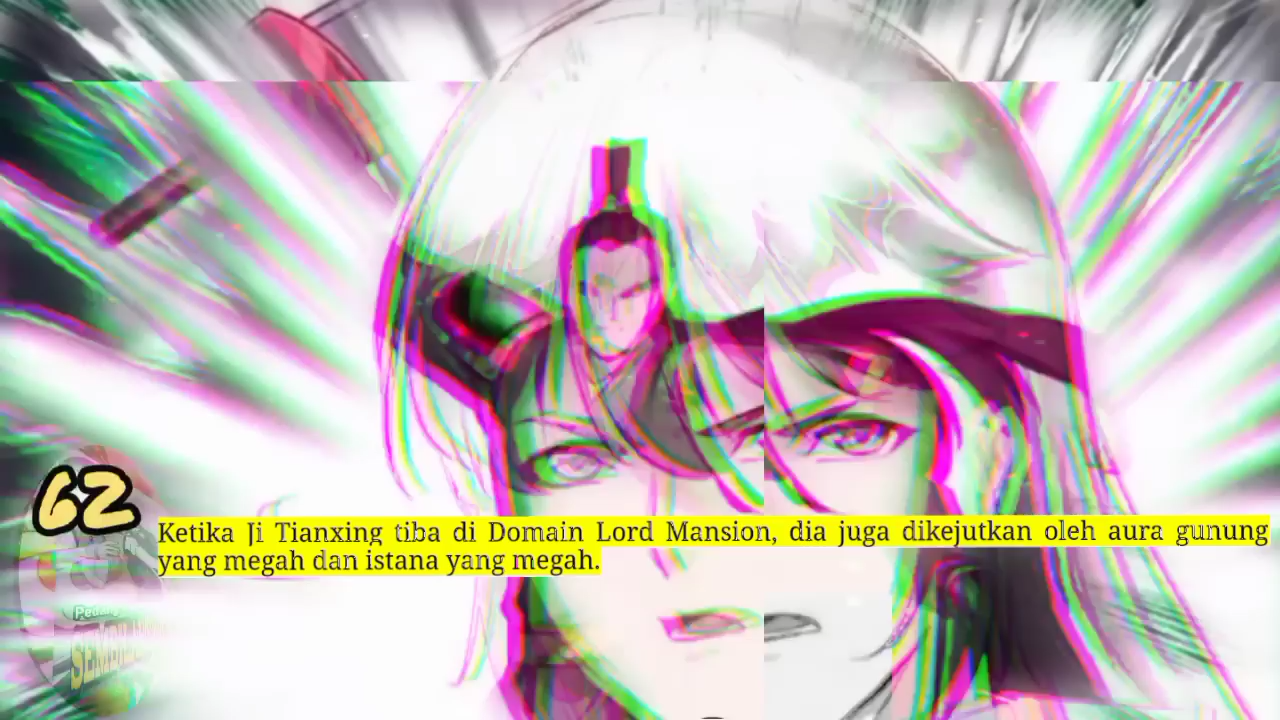 62
Ketika Ji Tianxing tiba di Domain Lord Mansion, dia juga dikejutkan oleh aura gunung
yang megah dan istana yang megah.